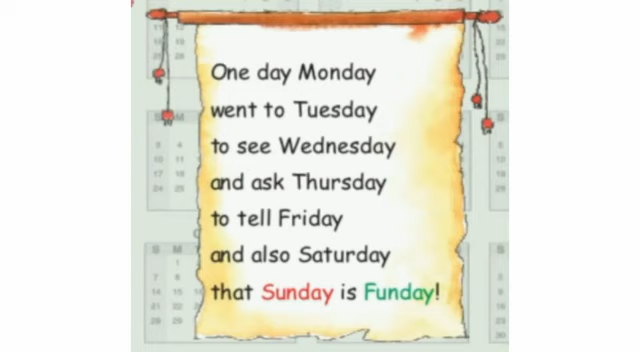 One day Monday
went to Tuesday
to see Wednesday
and ask Thursday
to tell Friday
and also Saturday
that Sunday is Funday!